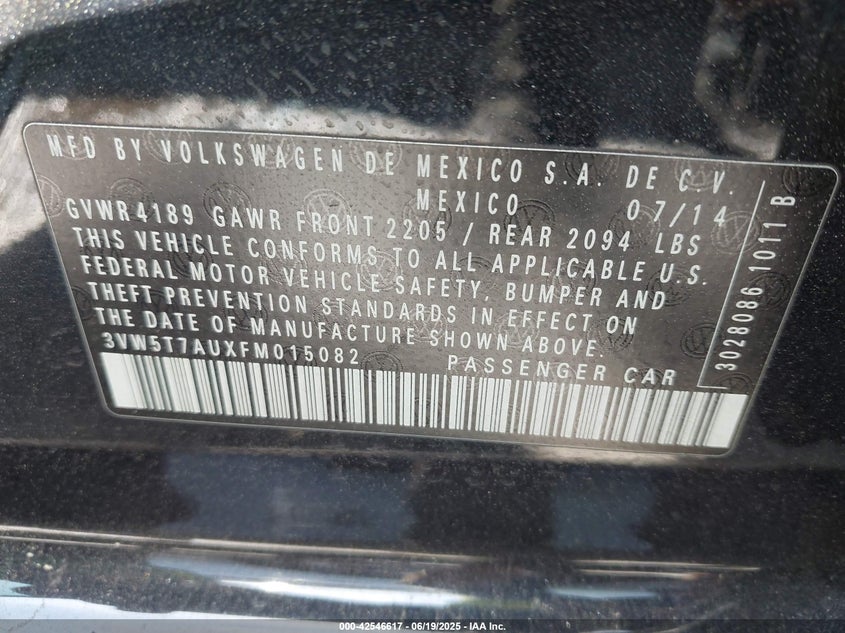 MFD BY VOLKSWAGEN DE MEXICO S.A. DE C.V.
MEXICO 07/14
GVWR4189 GAWR FRONT 2205 / REAR 2094 LBS
THIS VEHICLE CONFORMS TO ALL APPLICABLE U.S.
FEDERAL MOTOR VEHICLE SAFETY, BUMPER AND
THEFT PREVENTION STANDARDS IN EFFECT ON
THE DATE OF MANUFACTURE SHOWN ABOVE.
3VW5T7AUXFM015082 PASSENGER CAR
3028086 1011 B
000-42546617 - 06/19/2025 - IAA Inc.